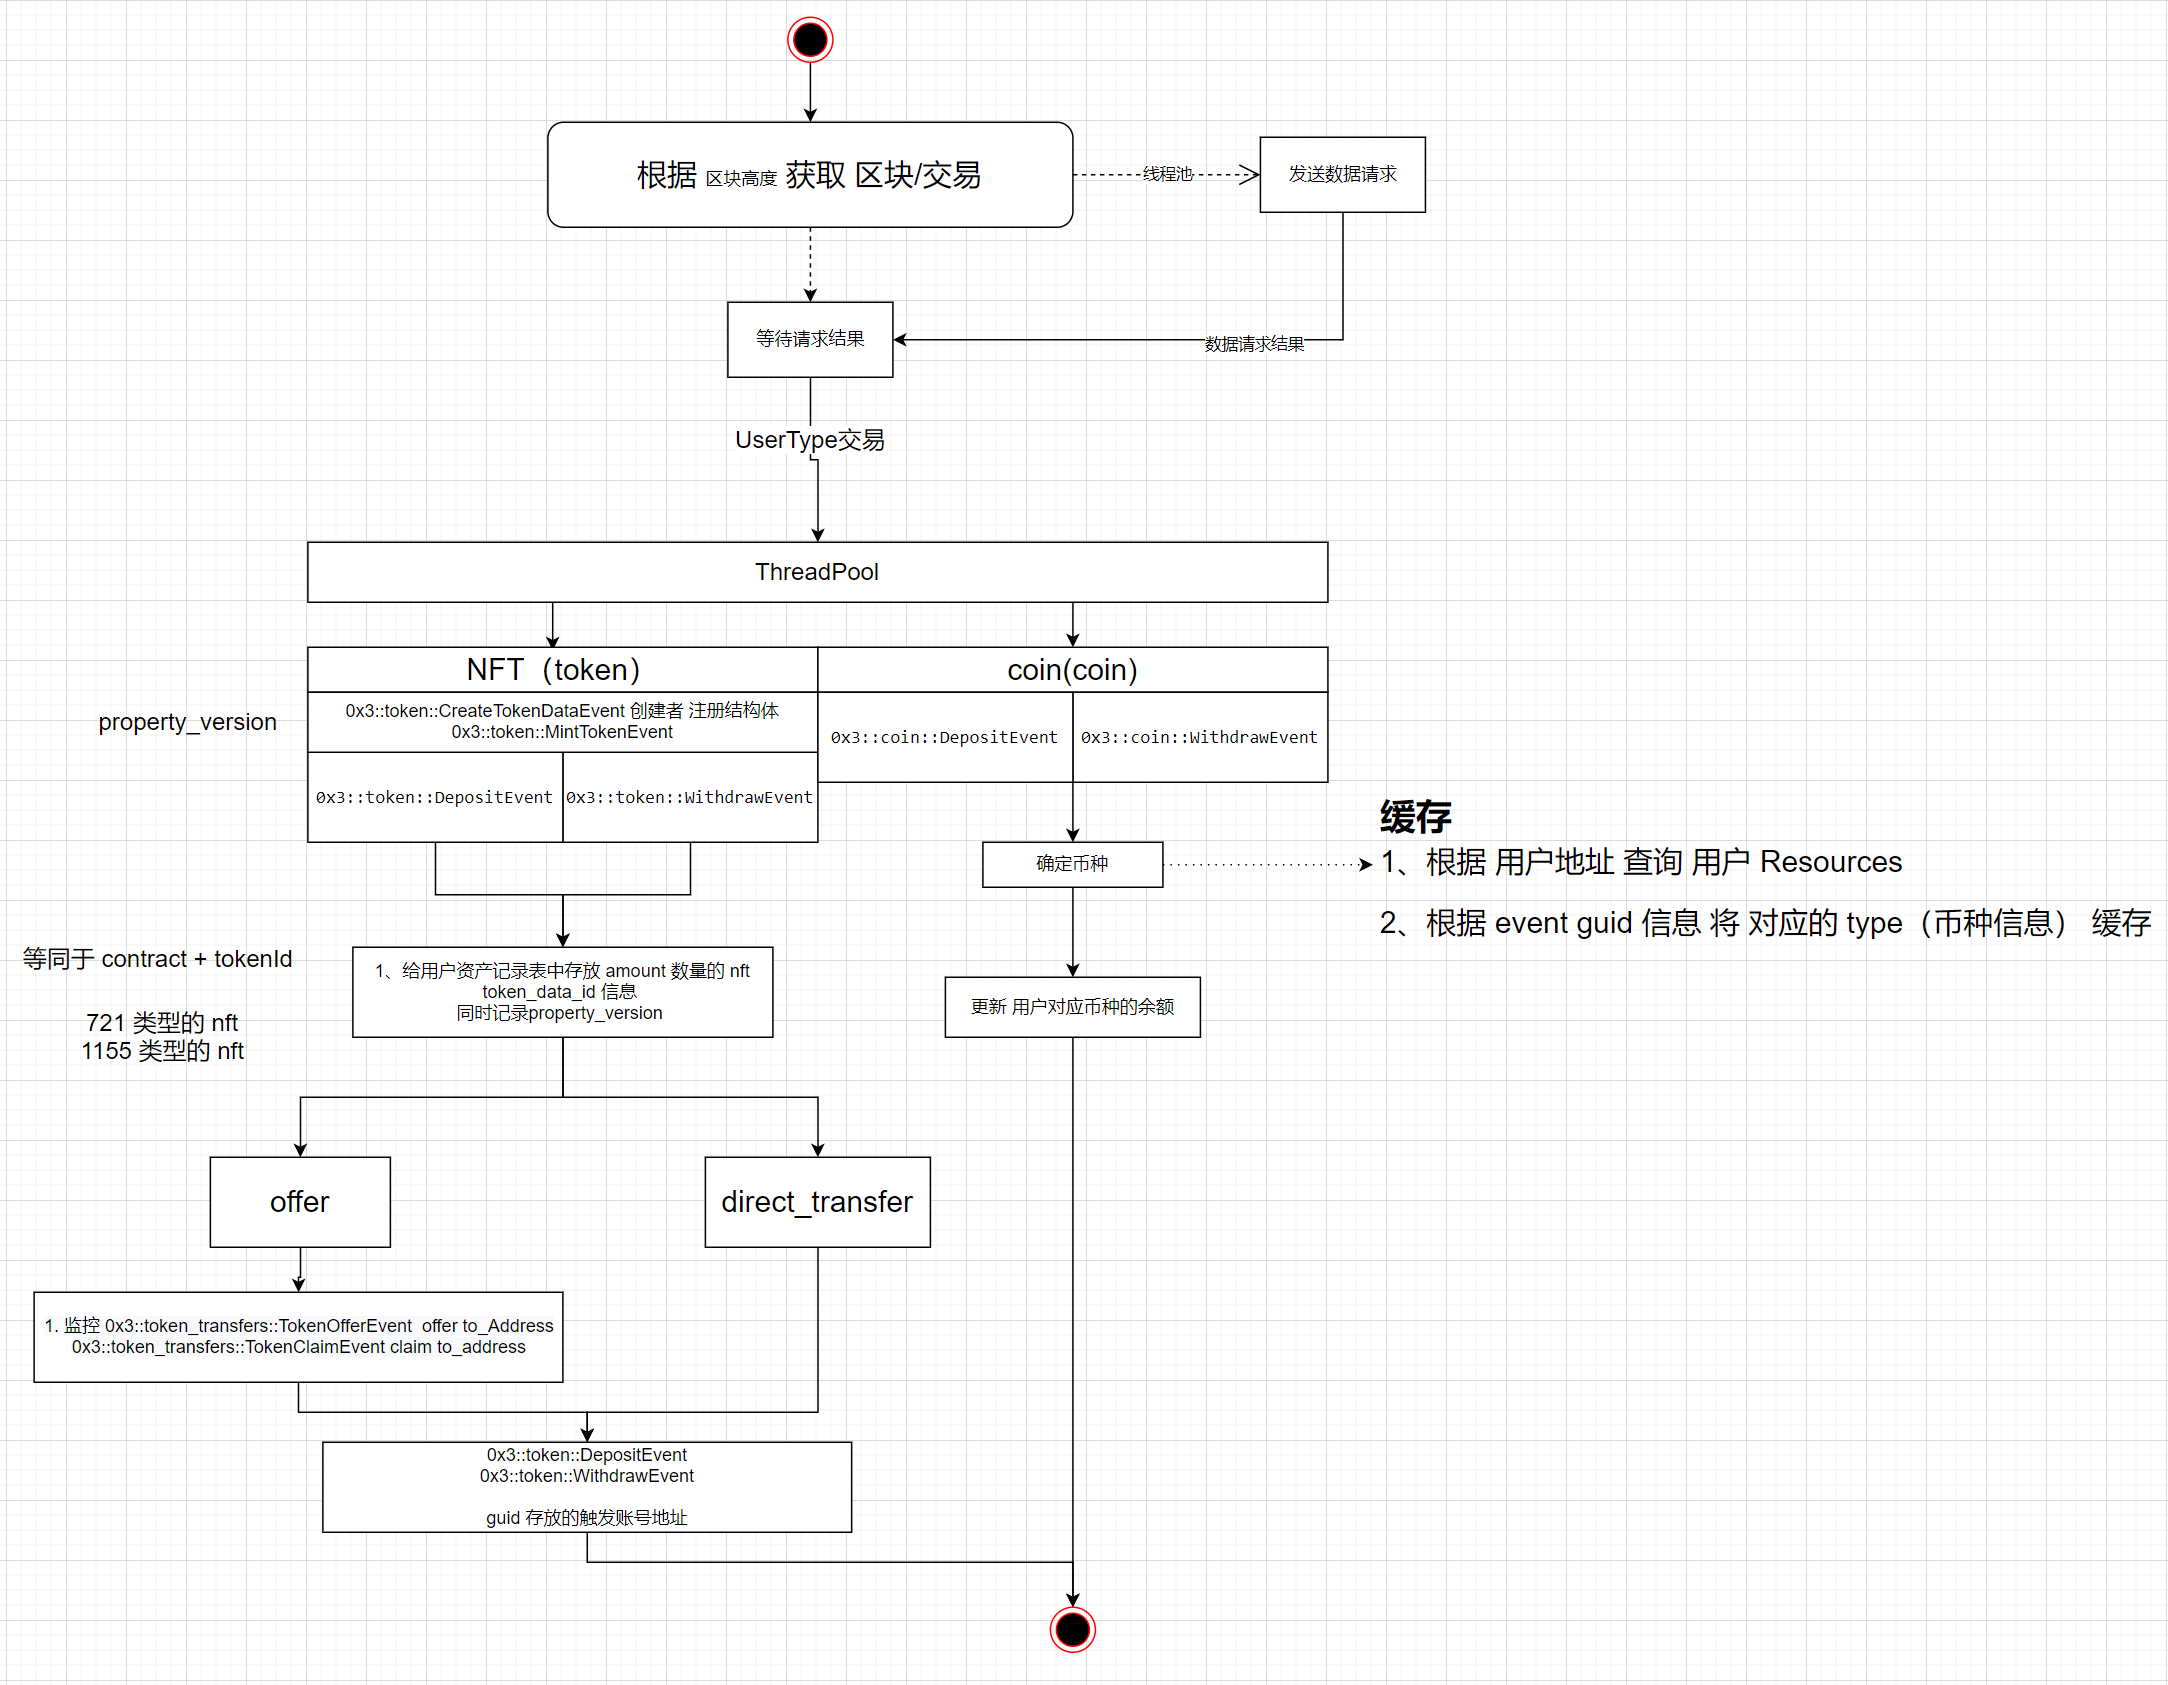 根据 区块高度 获取 区块/交易
线程池
发送数据请求
等待请求结果
数据请求结果
UserType交易
ThreadPool
NFT（token）
coin(coin)
property_version
0x3::token::CreateTokenDataEvent 创建者 注册结构体
0x3::token::MintTokenEvent
0x3::coin::DepositEvent
0x3::coin::WithdrawEvent
0x3::token::DepositEvent
0x3::token::WithdrawEvent
缓存
确定币种
1、根据 用户地址 查询 用户 Resources
2、根据 event guid 信息 将 对应的 type（币种信息） 缓存
等同于 contract + tokenId
721 类型的 nft
1155 类型的 nft
1、给用户资产记录表中存放 amount 数量的 nft
token_data_id 信息
同时记录property_version
更新 用户对应币种的余额
offer
direct_transfer
1. 监控 0x3::token_transfers::TokenOfferEvent  offer to_Address
0x3::token_transfers::TokenClaimEvent claim to_address
0x3::token::DepositEvent
0x3::token::WithdrawEvent
guid 存放的触发账号地址